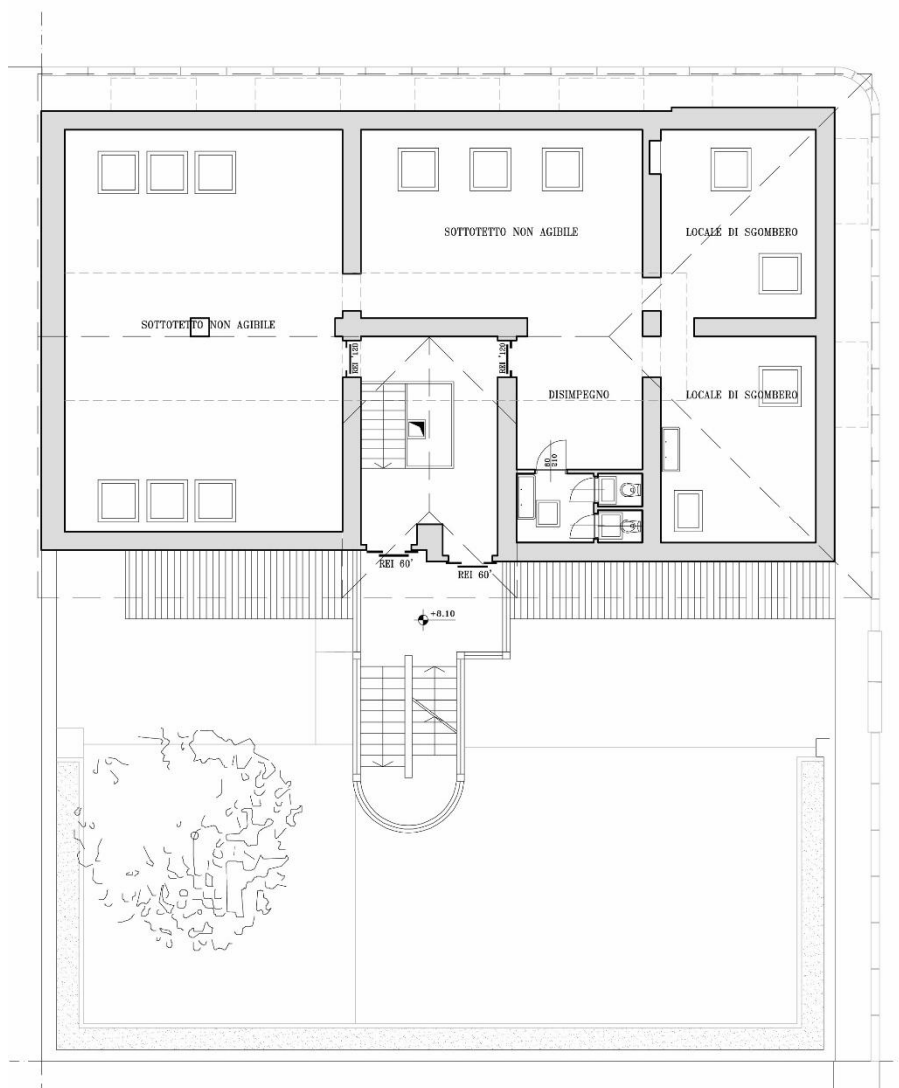 SOTTOTETTO NON AGIBILE
LOCALE DI SGOMBERO
SOTTOTETTO NON AGIBILE
REI '120
REI '120
DISIMPEGNO
LOCALE DI SGOMBERO
80
210
REI 60'
REI 60'
+8.10